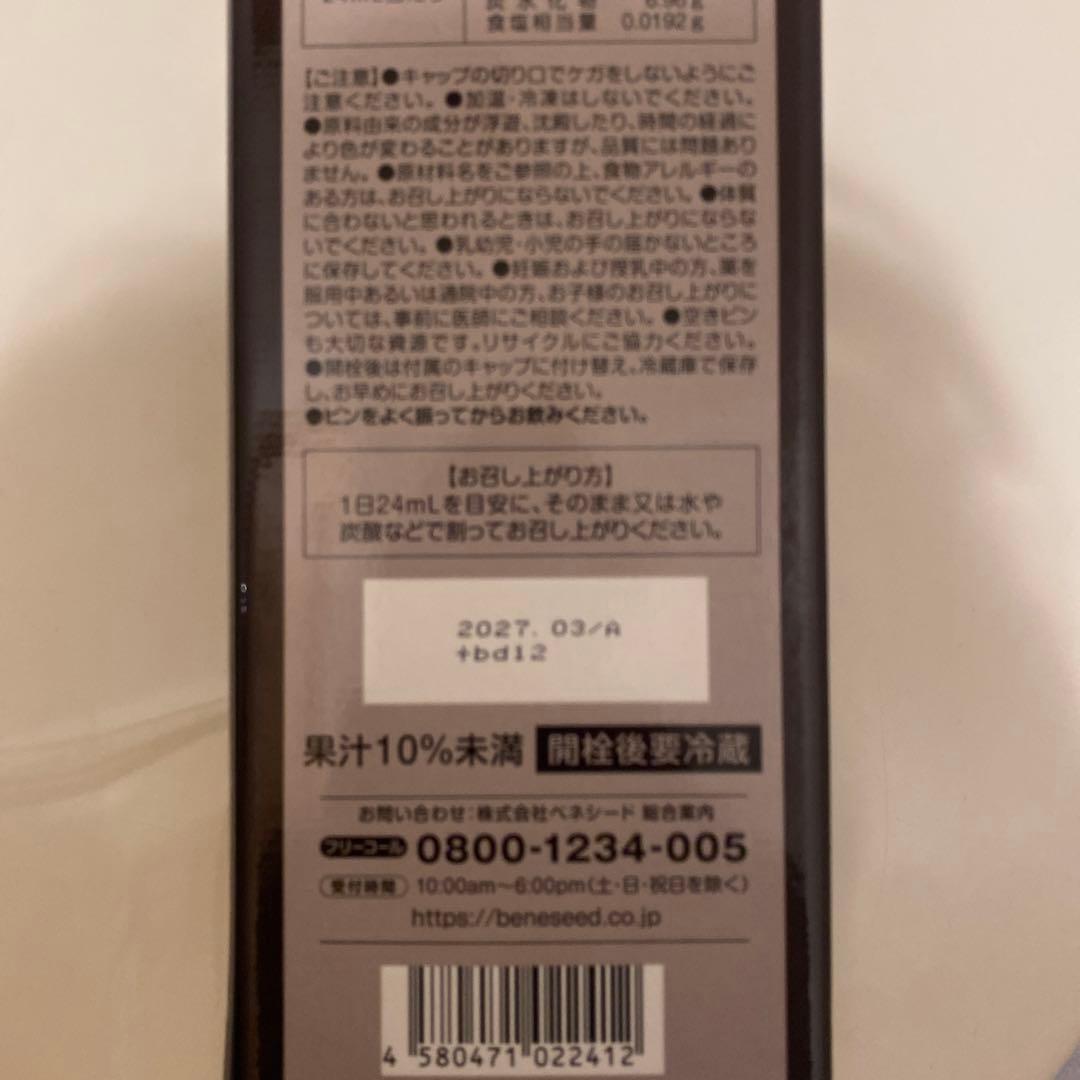 炭水化物 6.96g
食塩相当量 0.0192g
【ご注意】●キャップの切り口でケガをしないようにご
注意ください。●加温・冷凍はしないでください。
●原料由来の成分が浮遊、沈殿したり、時間の経過に
より色が変わることがありますが、品質には問題あり
ません。●原材料名をご参照の上、食物アレルギーの
ある方は、お召し上がりにならないでください。●体質
に合わないと思われるときは、お召し上がりにならな
いでください。●乳幼児・小児の手の届かないところ
に保存してください。●妊娠および授乳中の方、薬を
服用中あるいは通院中の方、お子様のお召し上がりに
ついては、事前に医師にご相談ください。●空きビン
も大切な資源です。リサイクルにご協力ください。
●開栓後は付属のキャップに付け替え、冷蔵庫で保存
し、お早めにお召し上がりください。
●ビンをよく振ってからお飲みください。
【お召し上がり方】
1日24mLを目安に、そのまま又は水や
炭酸などで割ってお召し上がりください。
2027. 03/A
+bd12
果汁10%未満 開栓後要冷蔵
お問い合わせ：株式会社ベネシード 総合案内
フリーコール 0800-1234-005
受付時間 10:00am〜6:00pm（土・日・祝日を除く）
https://beneseed.co.jp
4 580471 022412